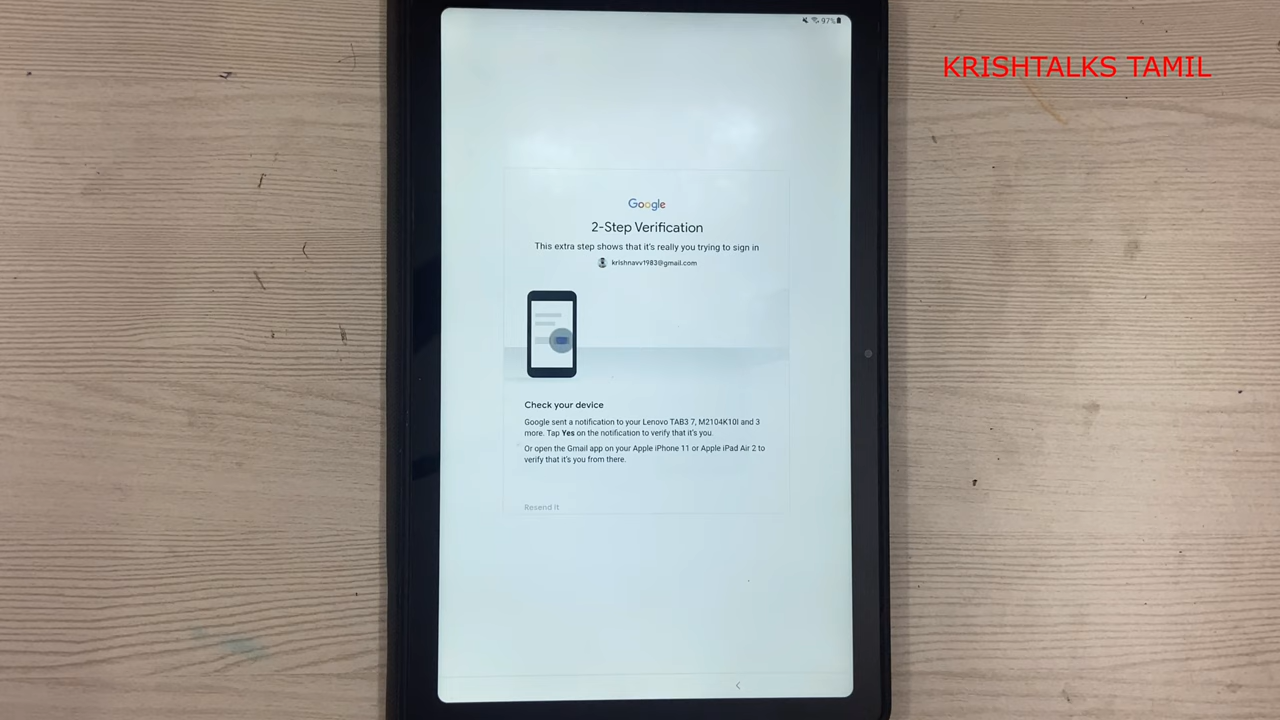 97%
KRISHTALKS TAMIL
Google
2-Step Verification
This extra step shows that it's really you trying to sign in
krishnavv1983@gmail.com
Check your device
Google sent a notification to your Lenovo TAB3 7, M2104K10I and 3
more. Tap Yes on the notification to verify that it's you.
Or open the Gmail app on your Apple iPhone 11 or Apple iPad Air 2 to
verify that it's you from there.
Resend it